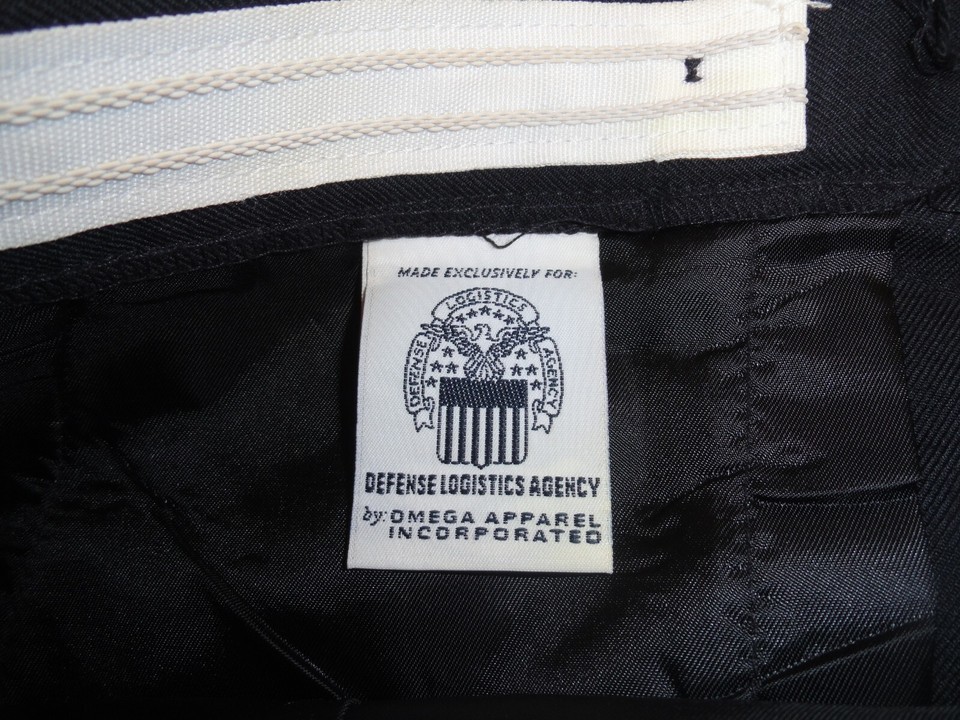 MADE EXCLUSIVELY FOR:
LOGISTICS
DEFENSE
AGENCY
DEFENSE LOGISTICS AGENCY
by: OMEGA APPAREL
INCORPORATED